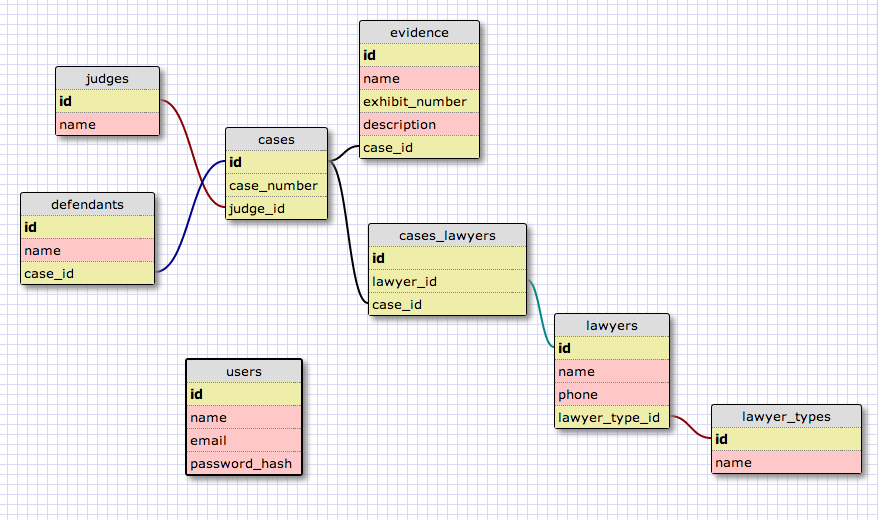 evidence
id
name
exhibit_number
description
case_id
judges
id
name
cases
id
case_number
judge_id
defendants
id
name
case_id
cases_lawyers
id
lawyer_id
case_id
lawyers
id
name
phone
lawyer_type_id
users
id
name
email
password_hash
lawyer_types
id
name